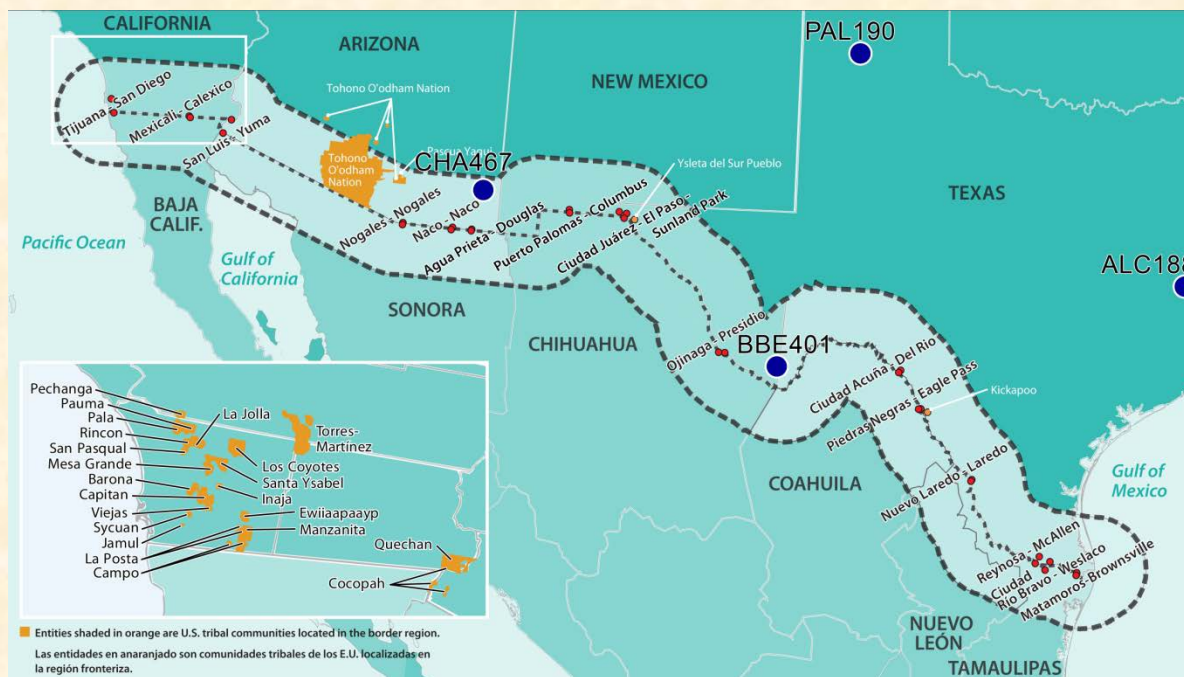 CALIFORNIA
ARIZONA
NEW MEXICO
TEXAS
PAL190
CHA467
BBE401
ALC188
Tijuana - San Diego
Mexicali - Calexico
San Luis - Yuma
Tohono O'odham Nation
Tohono
O'odham
Nation
Pascua Yaqui
Nogales - Nogales
Naco - Naco
Agua Prieta - Douglas
Puerto Palomas - Columbus
Ciudad Juárez - El Paso -
Sunland Park
Ysleta del Sur Pueblo
BAJA
CALIF.
Pacific Ocean
Gulf of
California
SONORA
CHIHUAHUA
Ojinaga - Presidio
Ciudad Acuña - Del Rio
Piedras Negras - Eagle Pass
Kickapoo
COAHUILA
Nuevo Laredo - Laredo
Gulf of
Mexico
Reynosa - McAllen
Ciudad
Río Bravo - Weslaco
Matamoros-Brownsville
NUEVO
LEÓN
TAMAULIPAS
Pechanga
Pauma
Pala
Rincon
San Pasqual
Mesa Grande
Barona
Capitan
Viejas
Sycuan
Jamul
La Posta
Campo
La Jolla
Torres-
Martínez
Los Coyotes
Santa Ysabel
Inaja
Ewiiaapaayp
Manzanita
Quechan
Cocopah
Entities shaded in orange are U.S. tribal communities located in the border region.
Las entidades en anaranjado son comunidades tribales de los E.U. localizadas en
la región fronteriza.